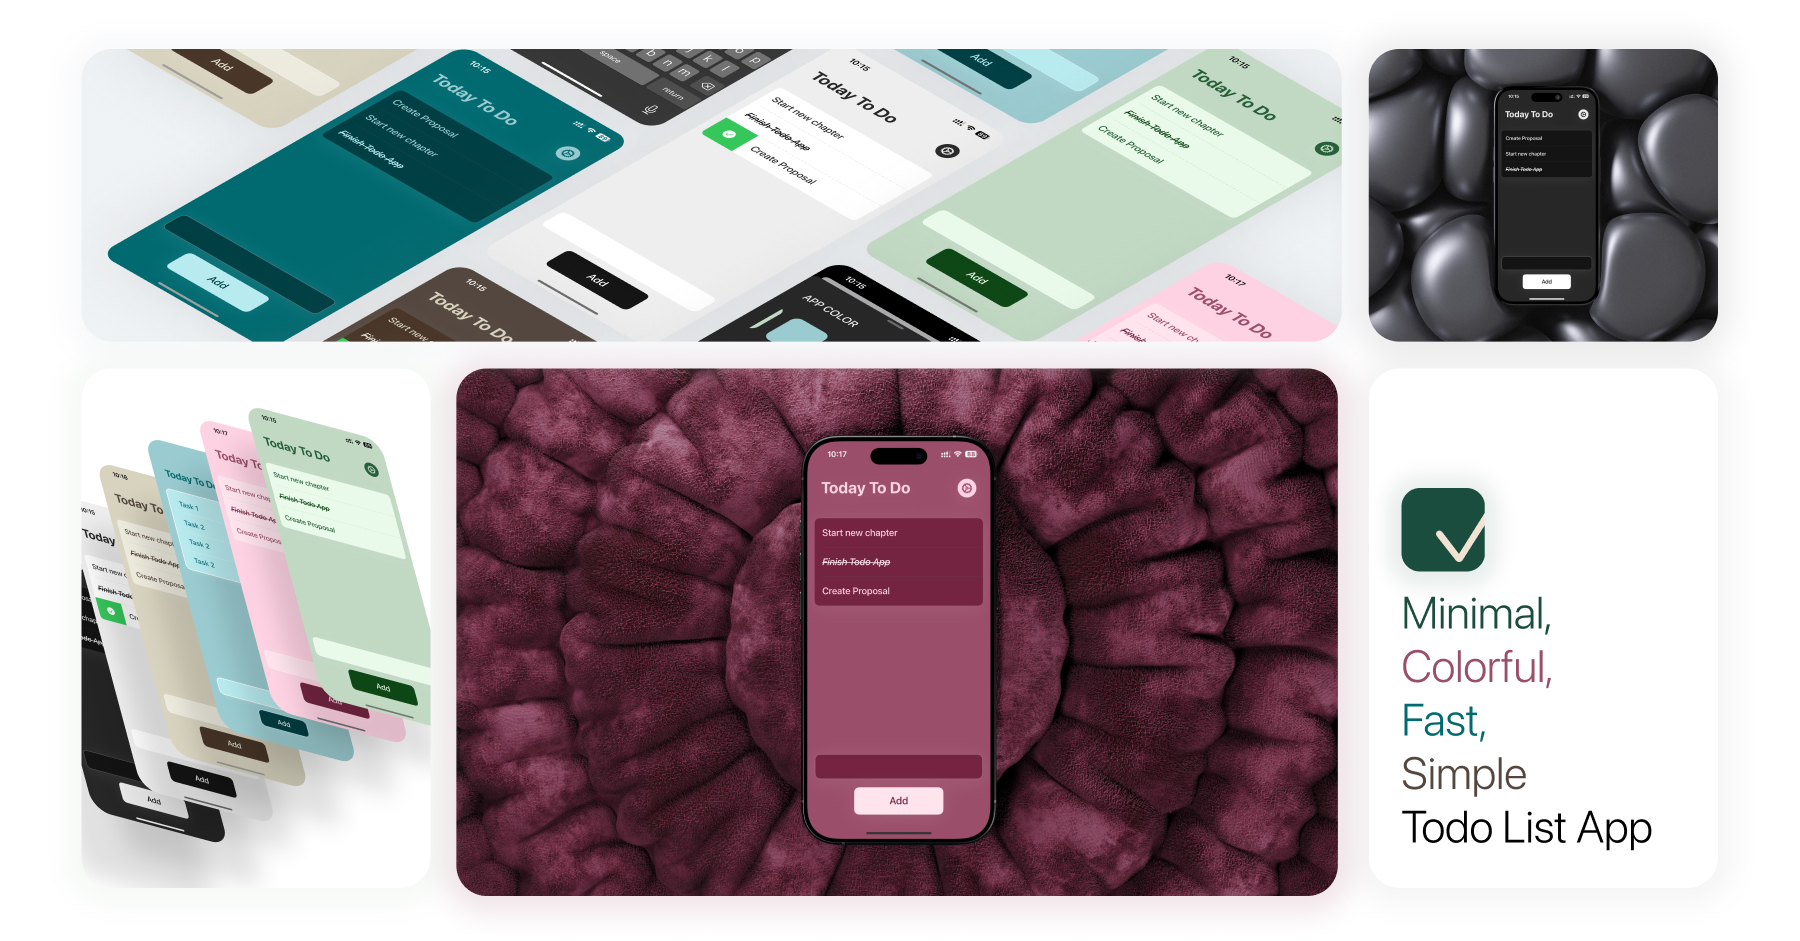 Add
10:15
Today To Do
Create Proposal
Start new chapter
Finish Todo App
Add
space
b
n
m
j
k
l
o
p
return
10:15
Today To Do
Start new chapter
Finish Todo App
Create Proposal
Add
Add
10:15
Today To Do
Start new chapter
Finish Todo App
Create Proposal
Add
10:15
Today To Do
Start new chapter
Finish
10:15
APP COLOR
10:17
Today To Do
Start new chapter
Finish
10:15
Today To Do
Create Proposal
Start new chapter
Finish Todo App
Add
10:15
Today To Do
Start new chapter
Finish Todo App
Create Proposal
Add
10:17
Today T
Start new chap
Finish Todo A
Create Propos
Add
Today To D
Task 1
Task 2
Task 2
Task 2
Add
10:16
Today To
Start new chapt
Finish Todo App
Create Proposa
Add
10:15
Today
Start new c
Finish Todo
Cr
Add
Add
10:17
88
Today To Do
Start new chapter
Finish Todo App
Create Proposal
Add
Minimal,
Colorful,
Fast,
Simple
Todo List App